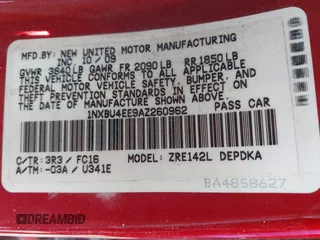 MFD.BY: NEW UNITED MOTOR MANUFACTURING
INC 10/09
GVWR 3840LB GAWR FR 2090LB RR1850LB
THIS VEHICLE CONFORMS TO ALL APPLICABLE
FEDERAL MOTOR VEHICLE SAFETY, BUMPER, AND
THEFT PREVENTION STANDARDS IN EFFECT ON
THE DATE OF MANUFACTURE SHOWN ABOVE.
1NXBU4EE9AZ260962 PASS CAR
C/TR: 3R3 / FC16 MODEL: ZRE142L DEPDKA
A/TM: -03A / U341E
BA4858627
DREAMBID